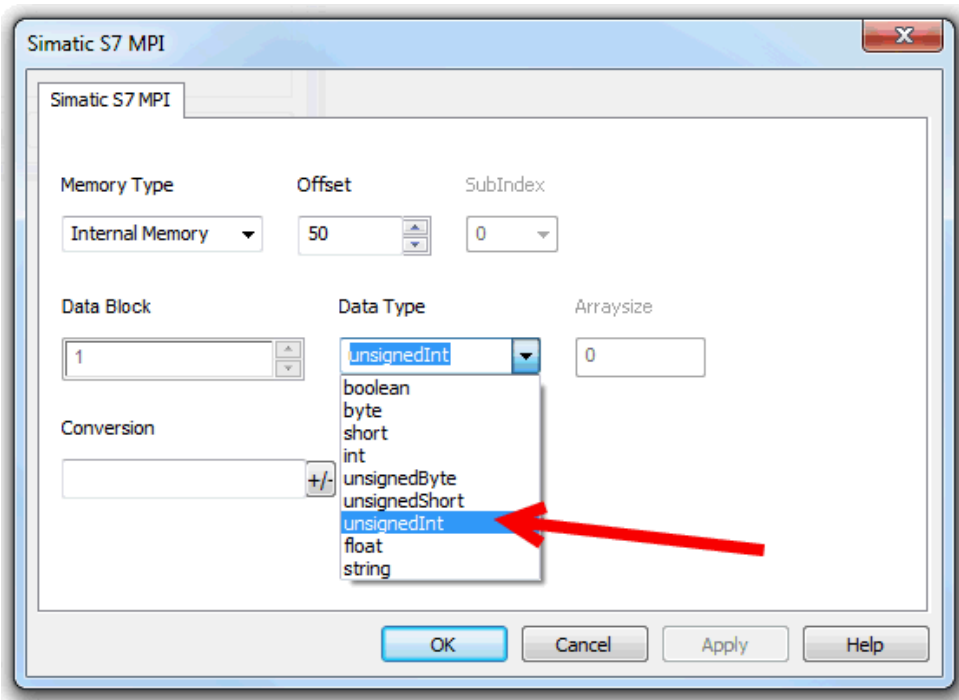 Simatic S7 MPI
Simatic S7 MPI
Memory Type Offset SubIndex
Internal Memory 50 0
Data Block Data Type Arraysize
1 unsignedInt 0
boolean
byte
short
Conversion
int
+/-
unsignedByte
unsignedShort
unsignedInt
float
string
OK Cancel Apply Help